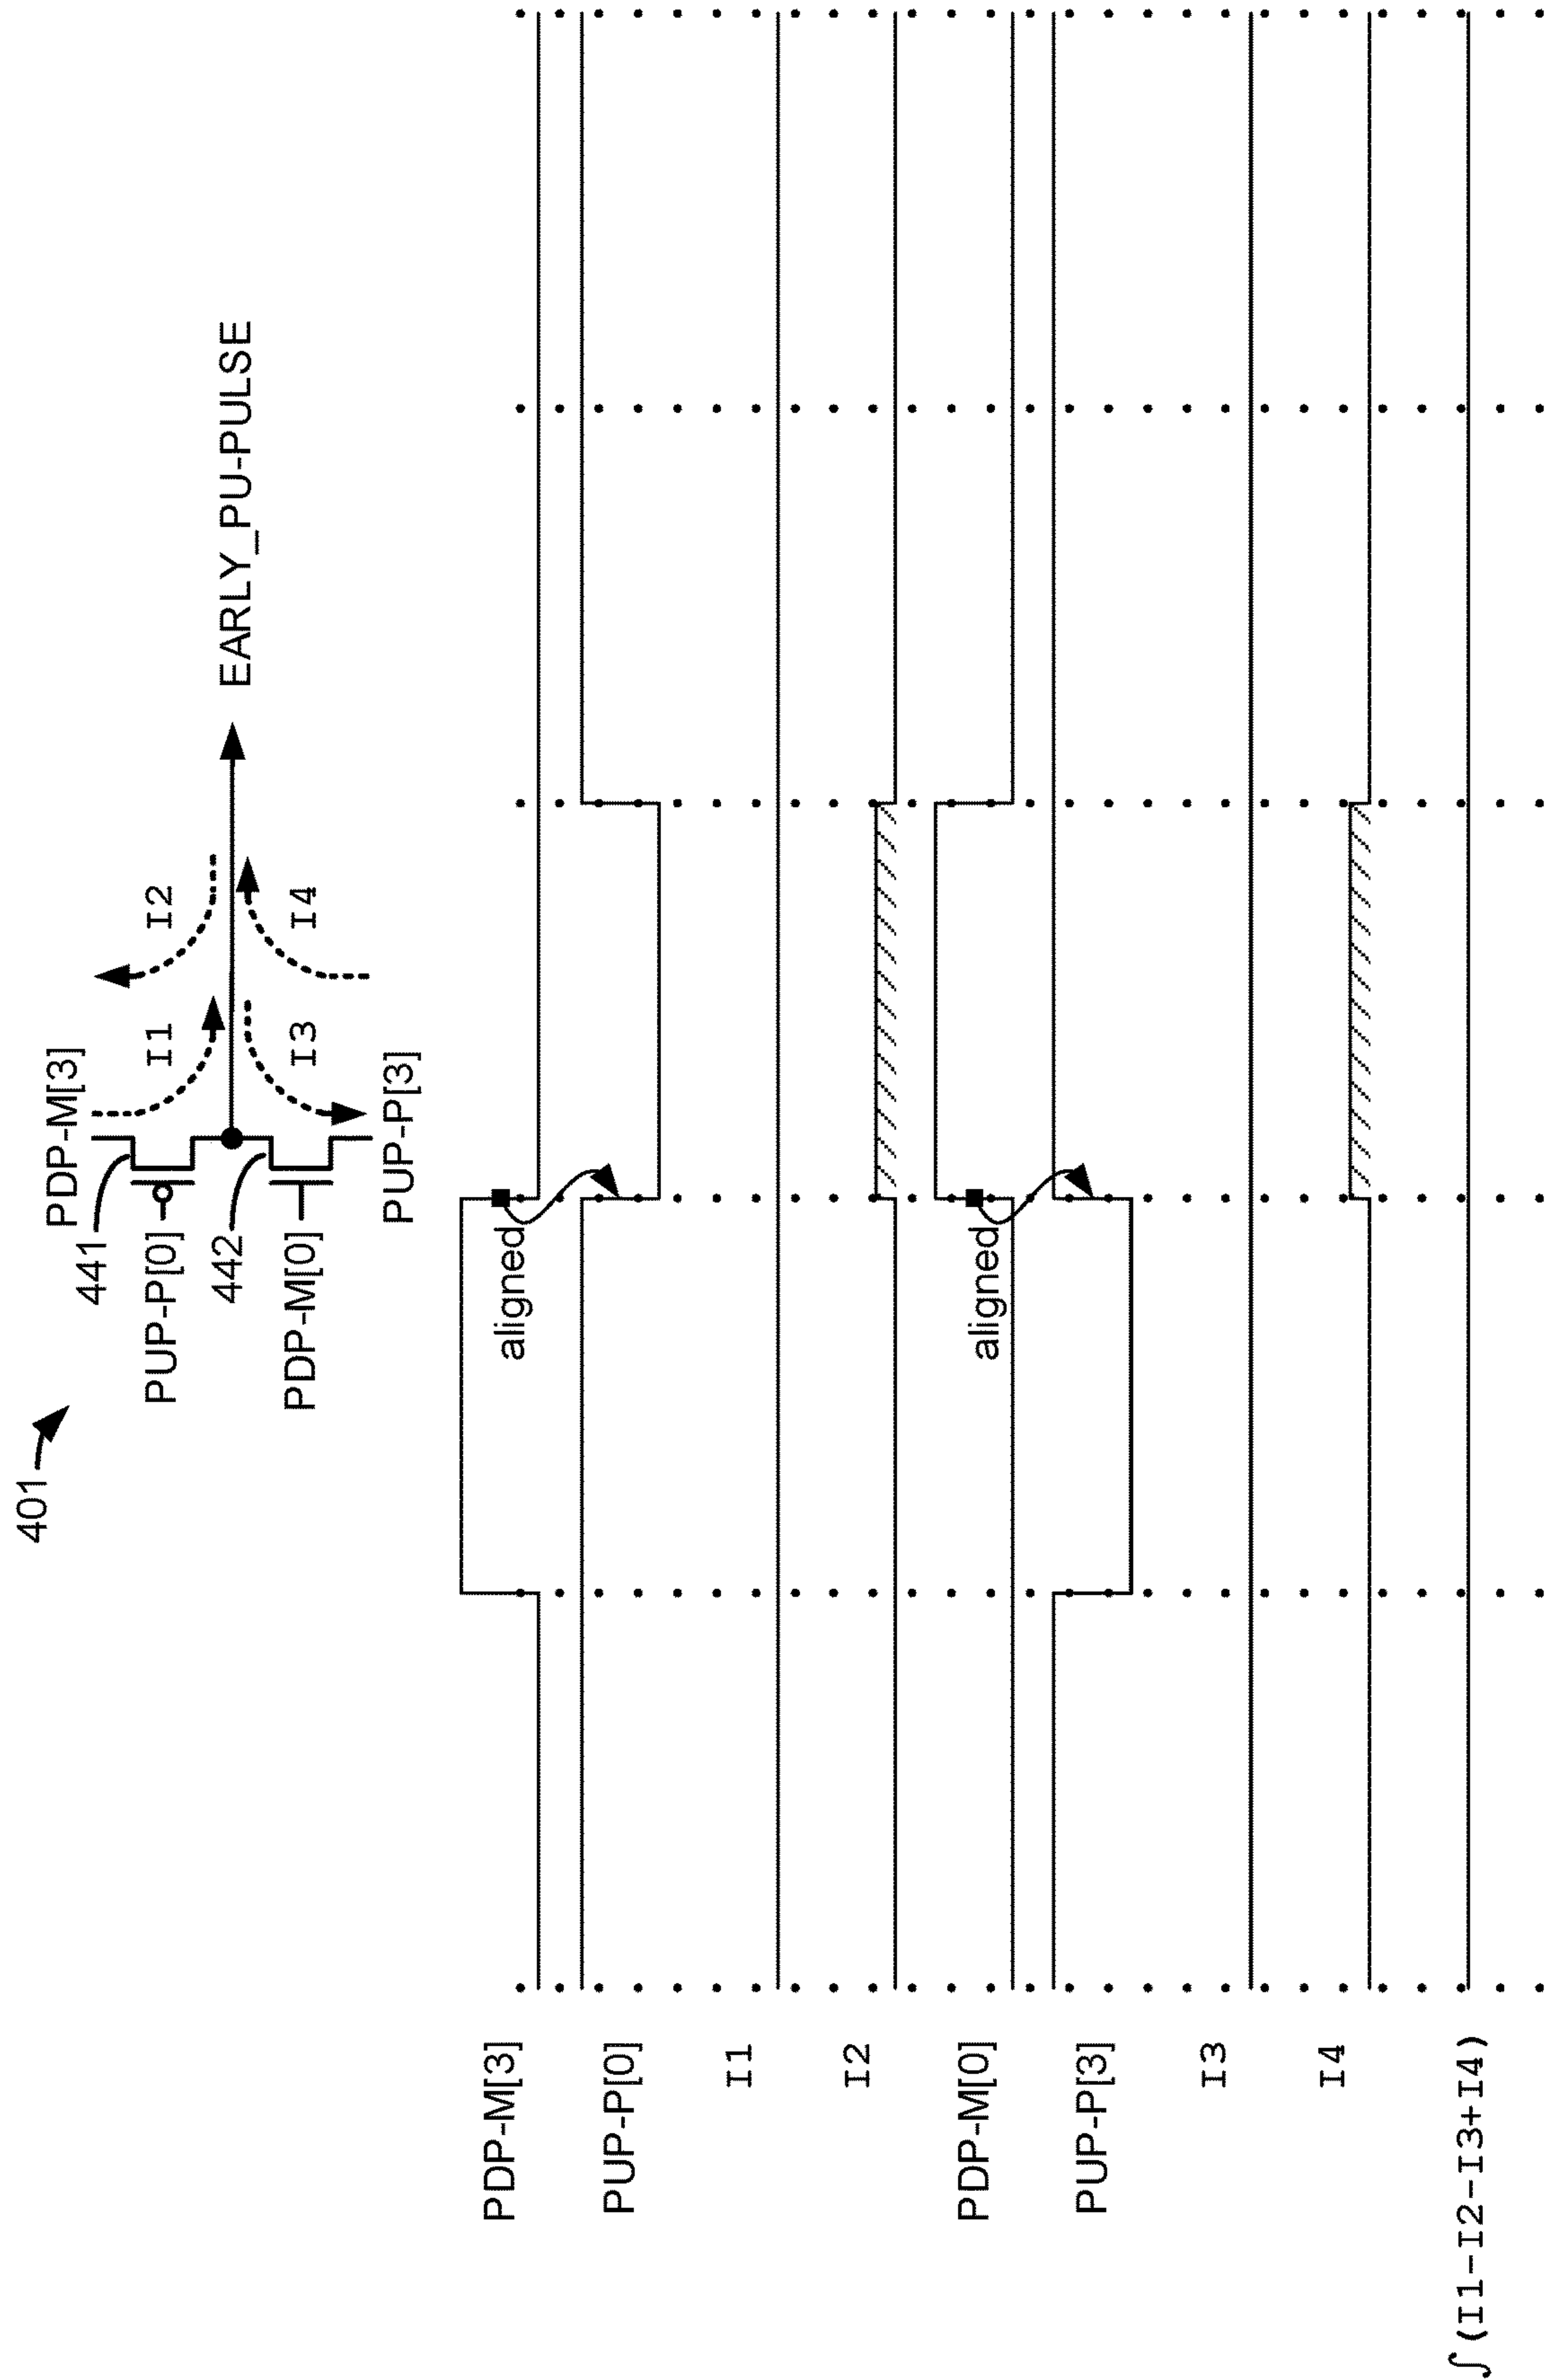 401
PDP-M[3]
441
PUP-P[0]
I1
I2
442
EARLY_PU-PULSE
PDP-M[0]
I3
I4
PUP-P[3]
PDP-M[3]
aligned
PUP-P[0]
I1
I2
PDP-M[0]
aligned
PUP-P[3]
I3
I4
∫(I1-I2-I3+I4)